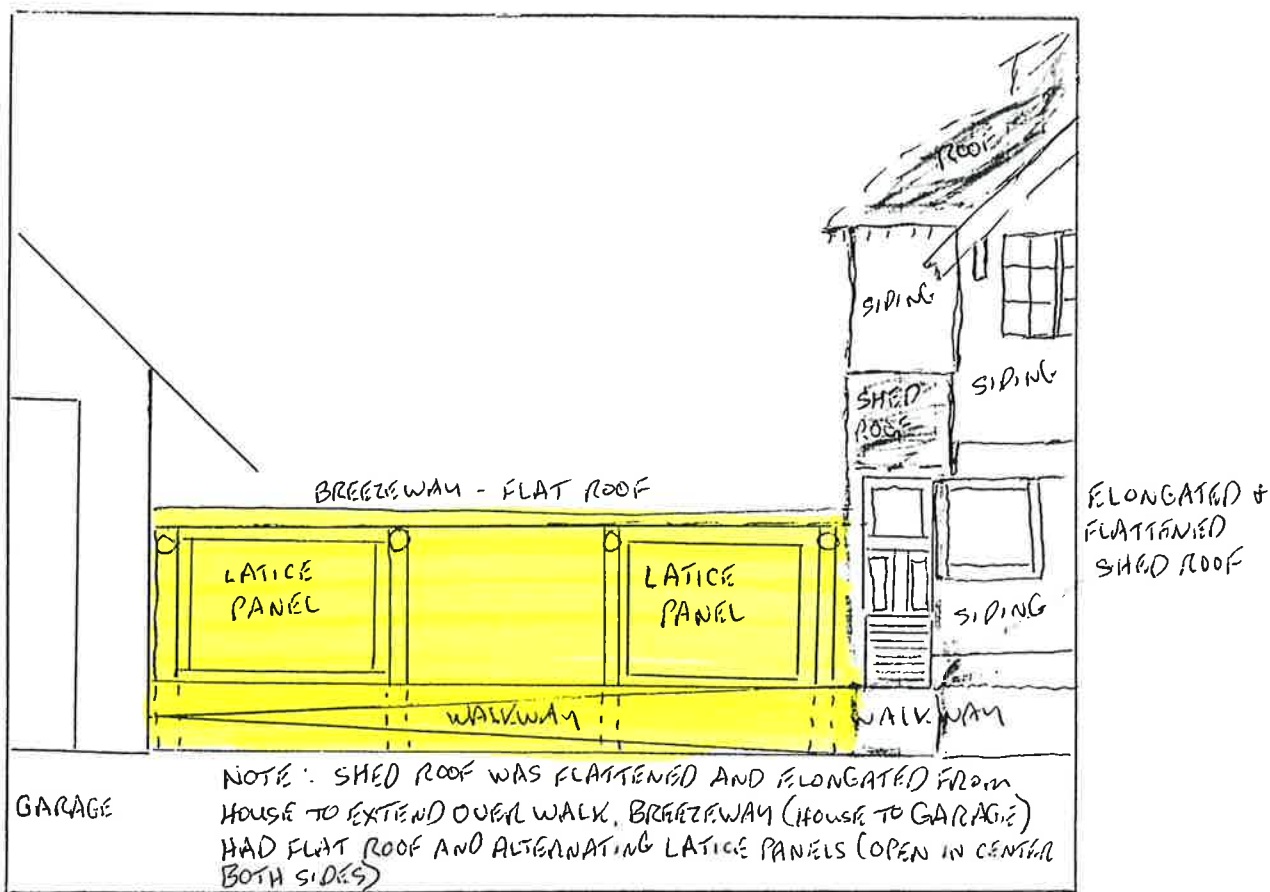 ROOF
SIDING
SIDING
SHED
ROOF
BREEZEWAY - FLAT ROOF
ELONGATED &
FLATTENED
SHED ROOF
LATICE
PANEL
LATICE
PANEL
SIDING
WALKWAY
WALKWAY
GARAGE
NOTE: SHED ROOF WAS FLATTENED AND ELONGATED FROM
HOUSE TO EXTEND OVER WALK. BREEZEWAY (HOUSE TO GARAGE)
HAD FLAT ROOF AND ALTERNATING LATICE PANELS (OPEN IN CENTER
BOTH SIDES)